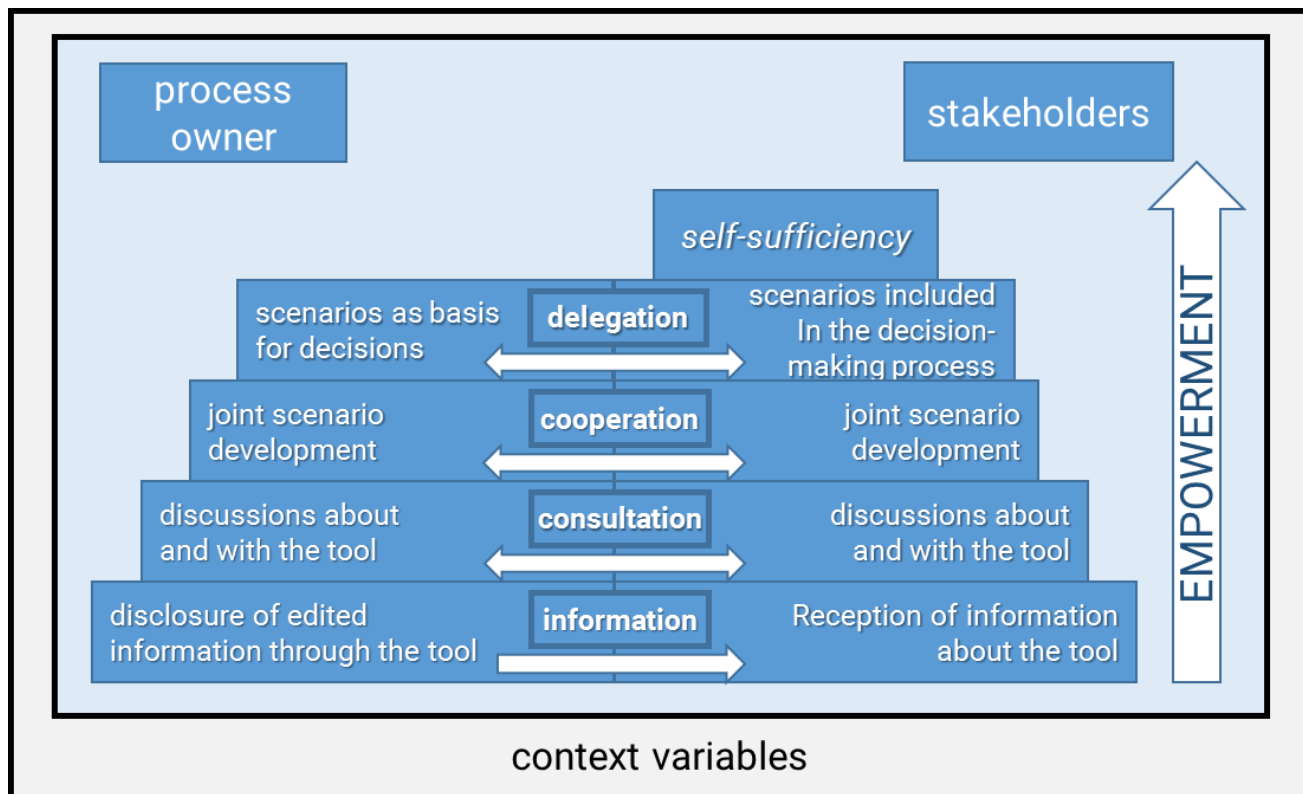 process
owner
stakeholders
self-sufficiency
scenarios as basis
for decisions
delegation
scenarios included
In the decision-
making process
joint scenario
development
cooperation
joint scenario
development
discussions about
and with the tool
consultation
discussions about
and with the tool
disclosure of edited
information through the tool
information
Reception of information
about the tool
EMPOWERMENT
context variables